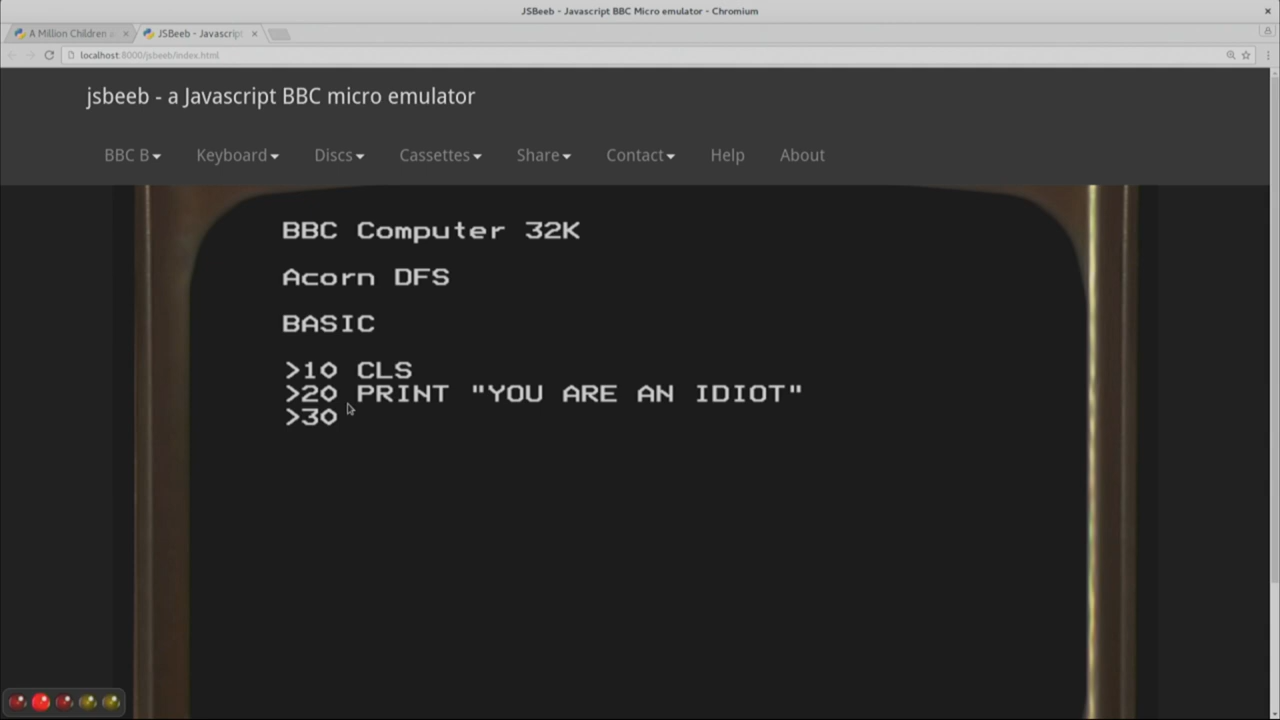 JSBeeb - Javascript BBC Micro emulator - Chromium
A Million Children
JSBeeb - Javascript
localhost:8000/jsbeeb/index.html
jsbeeb - a Javascript BBC micro emulator
BBC B Keyboard Discs Cassettes Share Contact Help About
BBC Computer 32K
Acorn DFS
BASIC
>10 CLS
>20 PRINT "YOU ARE AN IDIOT"
>30